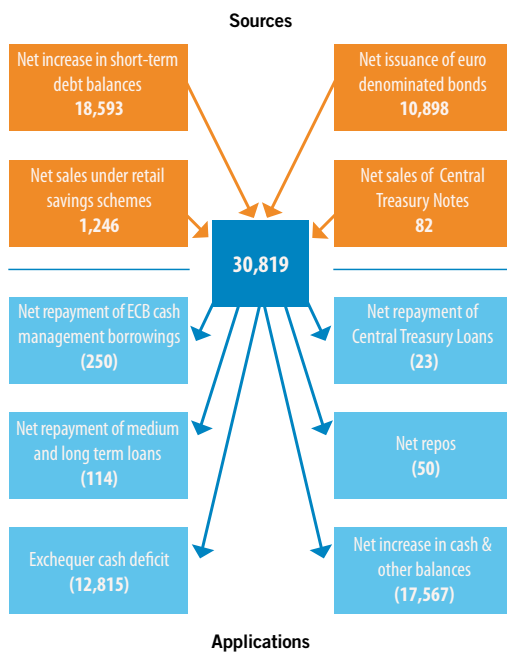 Sources
Net increase in short-term
debt balances
18,593
Net issuance of euro
denominated bonds
10,898
Net sales under retail
savings schemes
1,246
Net sales of Central
Treasury Notes
82
30,819
Net repayment of ECB cash
management borrowings
(250)
Net repayment of
Central Treasury Loans
(23)
Net repayment of medium
and long term loans
(114)
Net repos
(50)
Exchequer cash deficit
(12,815)
Net increase in cash &
other balances
(17,567)
Applications